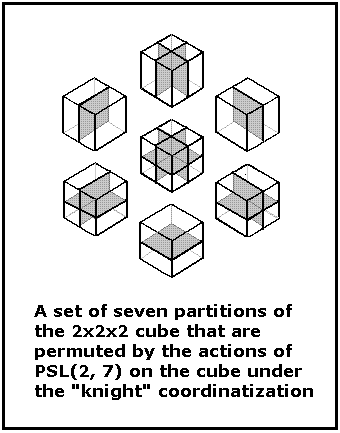 A set of seven partitions of
the 2x2x2 cube that are
permuted by the actions of
PSL(2, 7) on the cube under
the "knight" coordinatization